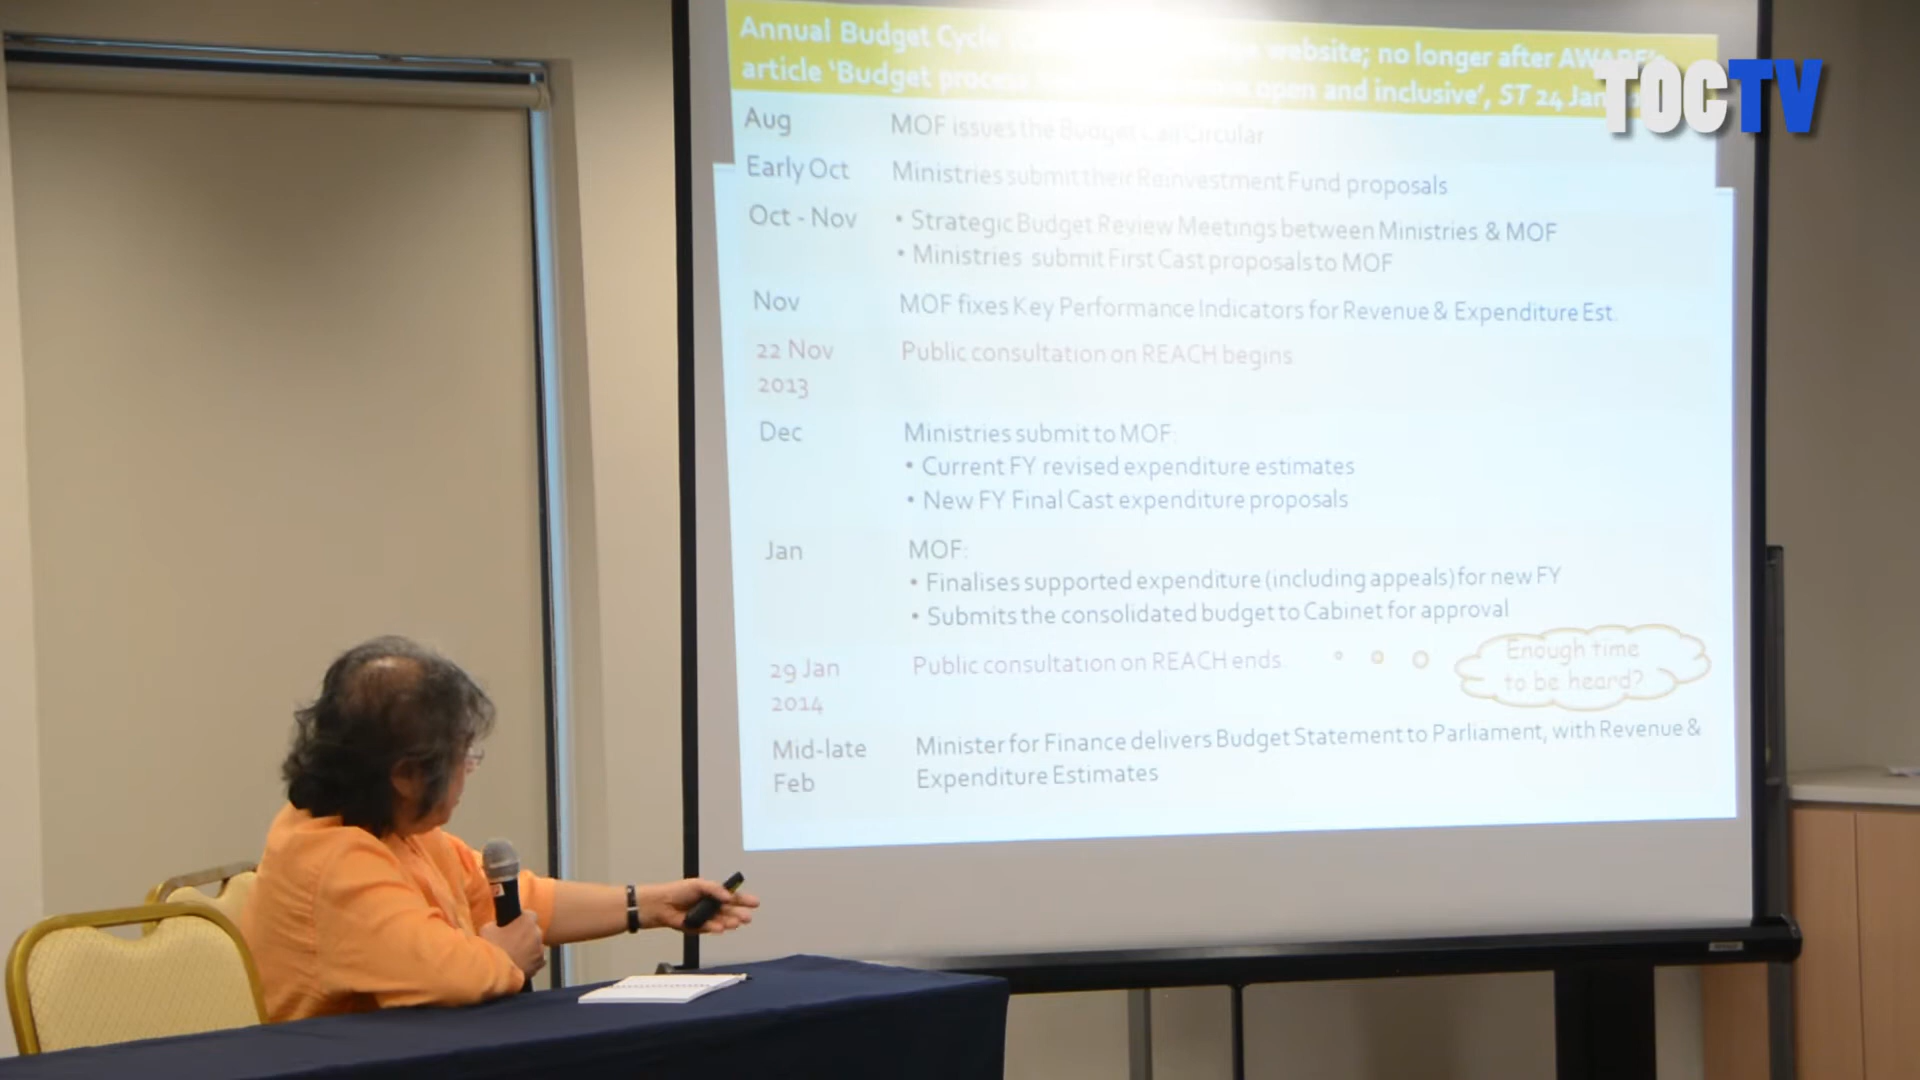 Annual Budget Cycle website; no longer after AWARE's
article 'Budget process open and inclusive', ST 24 Jan
TOCTV
Aug MOF issues the Budget Call Circular
Early Oct Ministries submit their Reinvestment Fund proposals
Oct - Nov • Strategic Budget Review Meetings between Ministries & MOF
• Ministries submit First Cast proposals to MOF
Nov MOF fixes Key Performance Indicators for Revenue & Expenditure Est.
22 Nov Public consultation on REACH begins
2013
Dec Ministries submit to MOF:
• Current FY revised expenditure estimates
• New FY Final Cast expenditure proposals
Jan MOF:
• Finalises supported expenditure (including appeals) for new FY
• Submits the consolidated budget to Cabinet for approval
Enough time
to be heard?
29 Jan Public consultation on REACH ends
2014
Mid-late Minister for Finance delivers Budget Statement to Parliament, with Revenue &
Feb Expenditure Estimates